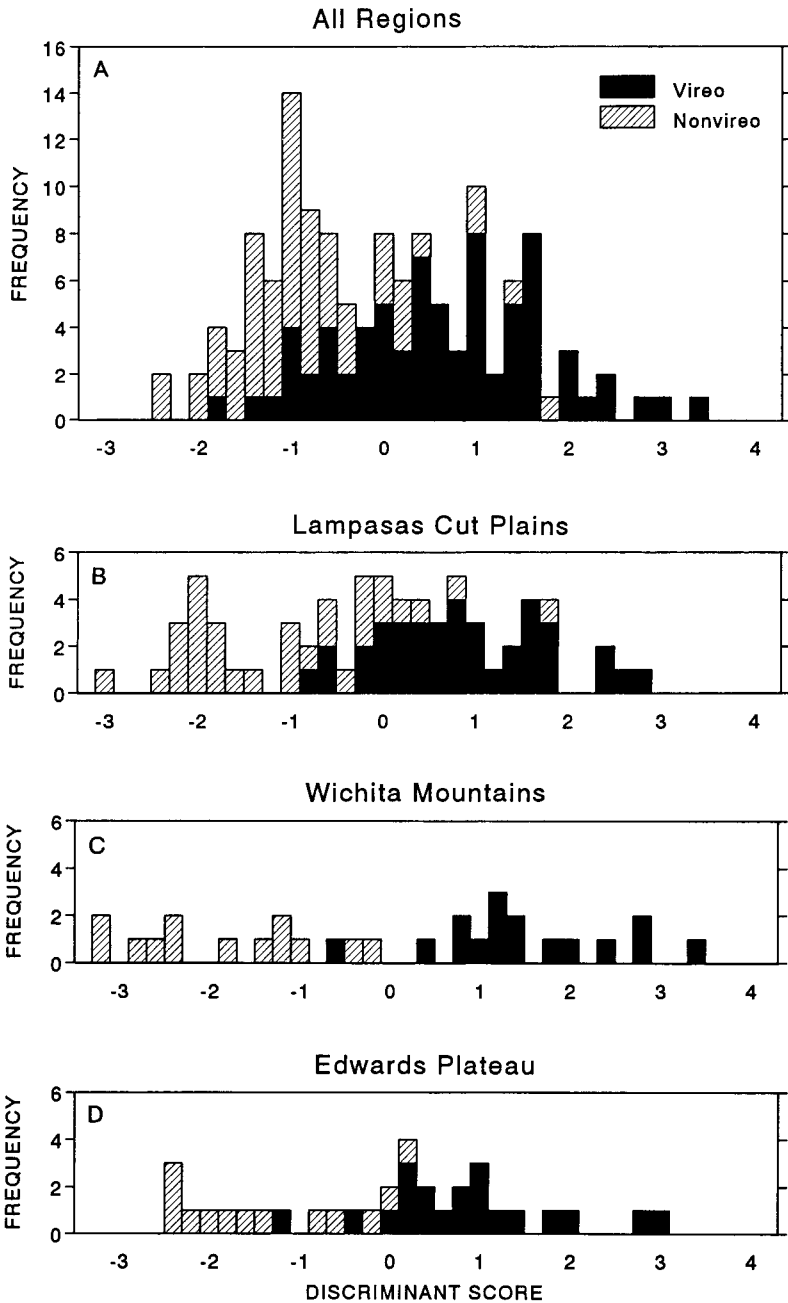 All Regions
A
16
14
12
10
8
6
4
2
0
FREQUENCY
Vireo
Nonvireo
-3 -2 -1 0 1 2 3 4
Lampasas Cut Plains
B
6
4
2
0
FREQUENCY
-3 -2 -1 0 1 2 3 4
Wichita Mountains
C
6
4
2
0
FREQUENCY
-3 -2 -1 0 1 2 3 4
Edwards Plateau
D
6
4
2
0
FREQUENCY
-3 -2 -1 0 1 2 3 4
DISCRIMINANT SCORE